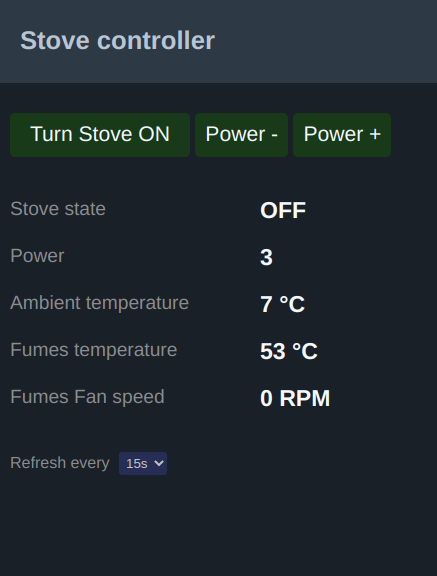 Stove controller
Turn Stove ON Power - Power +
Stove state OFF
Power 3
Ambient temperature 7 °C
Fumes temperature 53 °C
Fumes Fan speed 0 RPM
Refresh every 15s